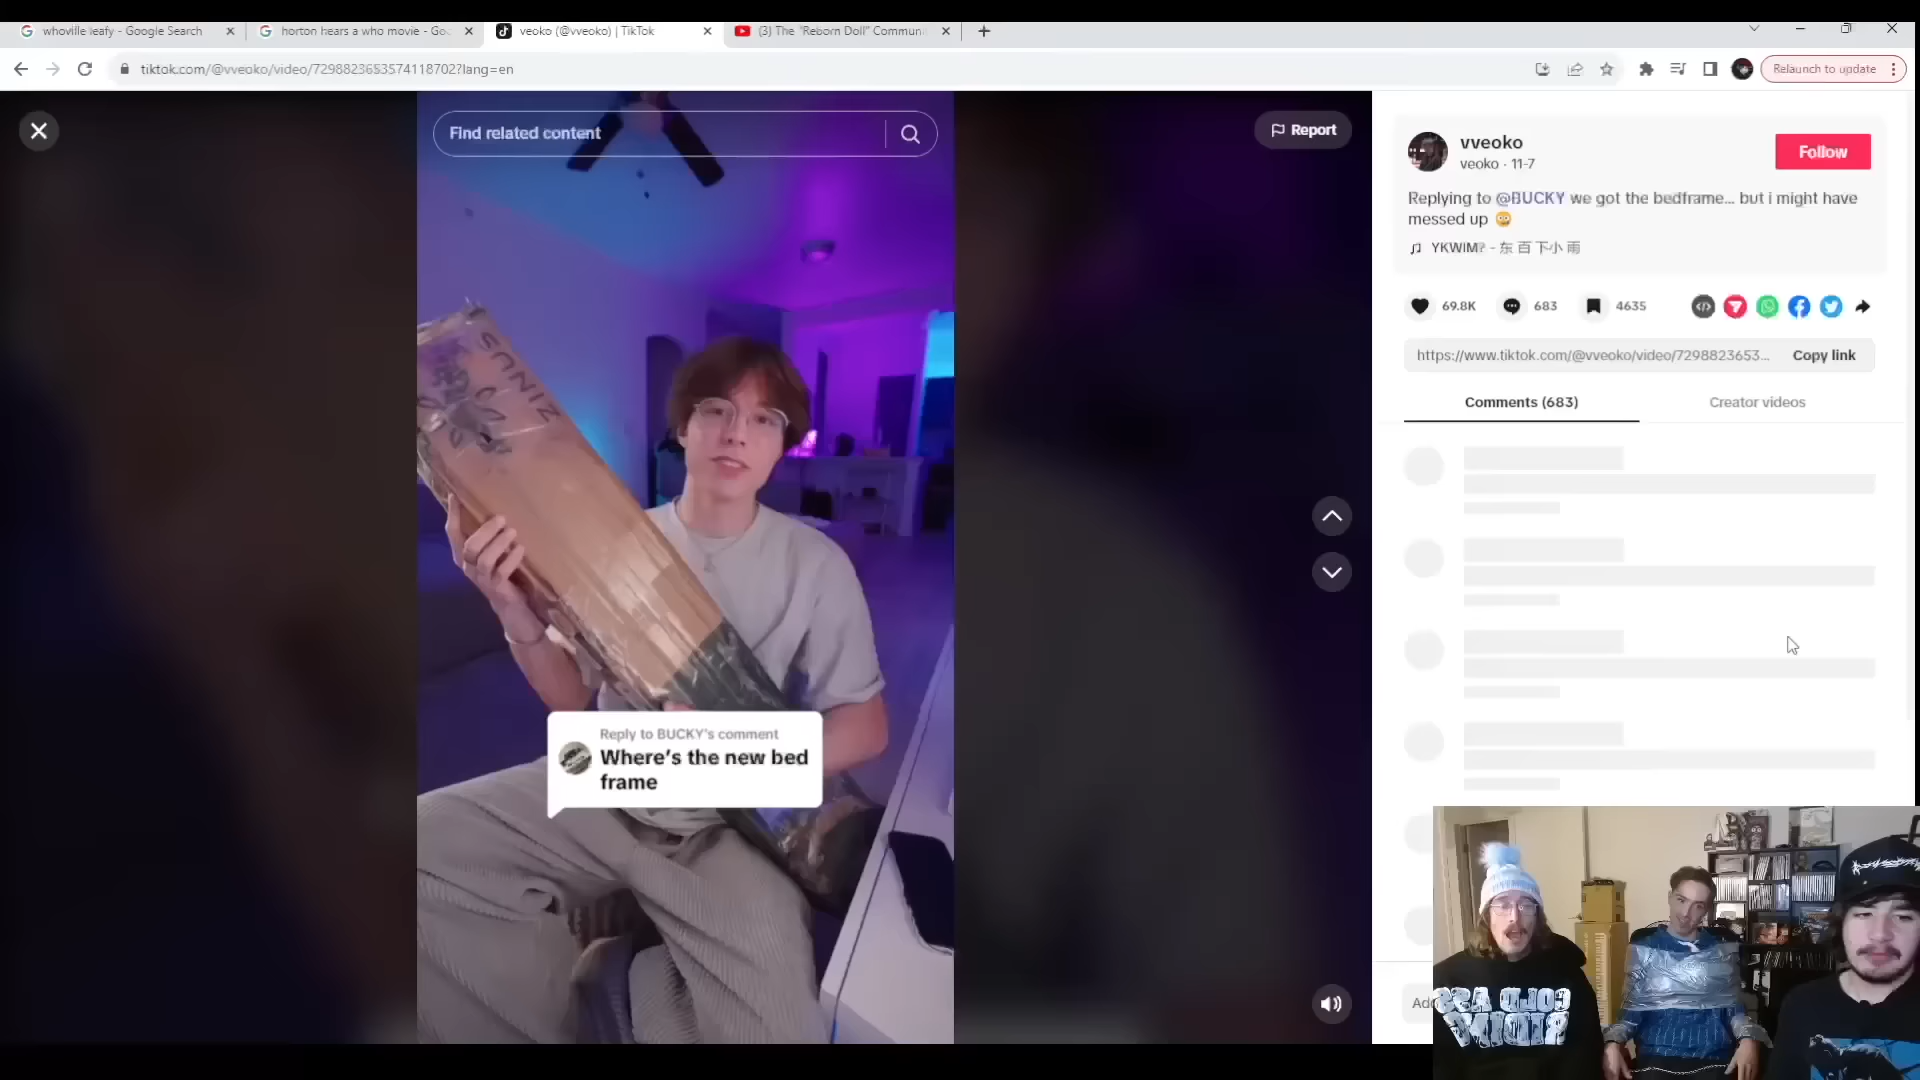 whoville leafy - Google Search
horton hears a who movie - Go
veoko (@vveoko) | TikTok
(3) The "Reborn Doll" Commun
tiktok.com/@vveoko/video/7298823653574118702?lang=en
Relaunch to update
Find related content
Report
ZINUS
Reply to BUCKY's comment
Where's the new bed
frame
vveoko
veoko · 11-7
Follow
Replying to @BUCKY we got the bedframe... but i might have
messed up 😬
YKWIM? - 东 百 下小 雨
69.8K
683
4635
https://www.tiktok.com/@vveoko/video/7298823653...
Copy link
Comments (683)
Creator videos
Add
COLD ASS